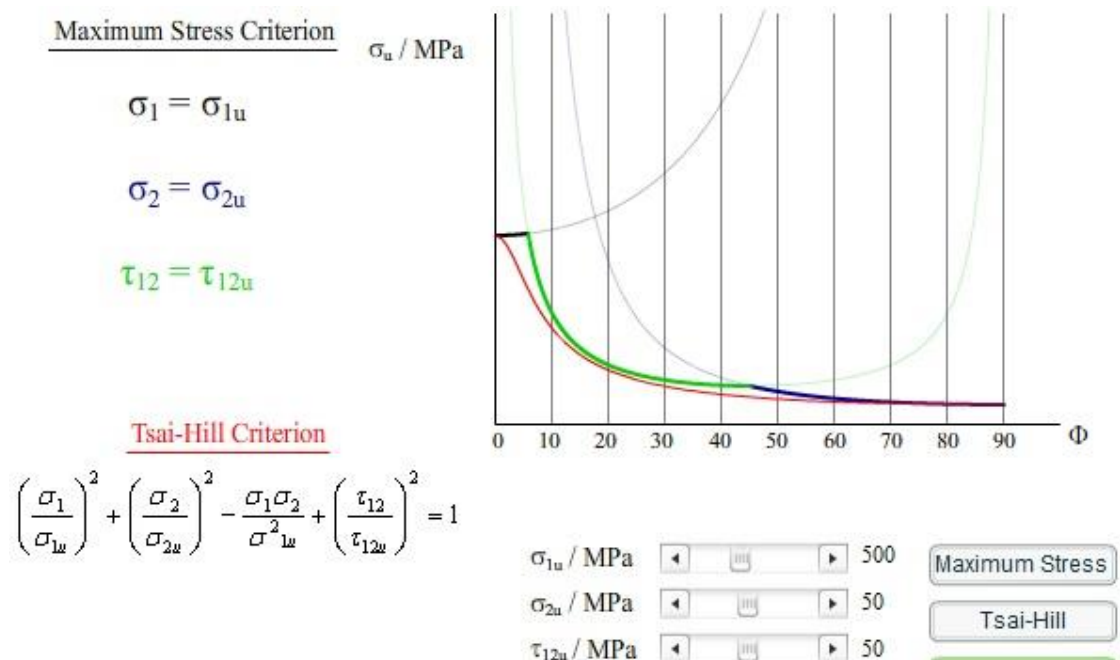 Maximum Stress Criterion
σ₁ = σ₁ᵤ
σ₂ = σ₂ᵤ
τ₁₂ = τ₁₂ᵤ
Tsai-Hill Criterion
(σ₁/σ₁ᵤ)² + (σ₂/σ₂ᵤ)² − σ₁σ₂/σ²₁ᵤ + (τ₁₂/τ₁₂ᵤ)² = 1
σᵤ / MPa
0 10 20 30 40 50 60 70 80 90 Φ
σ₁ᵤ / MPa 500 Maximum Stress
σ₂ᵤ / MPa 50 Tsai-Hill
τ₁₂ᵤ / MPa 50